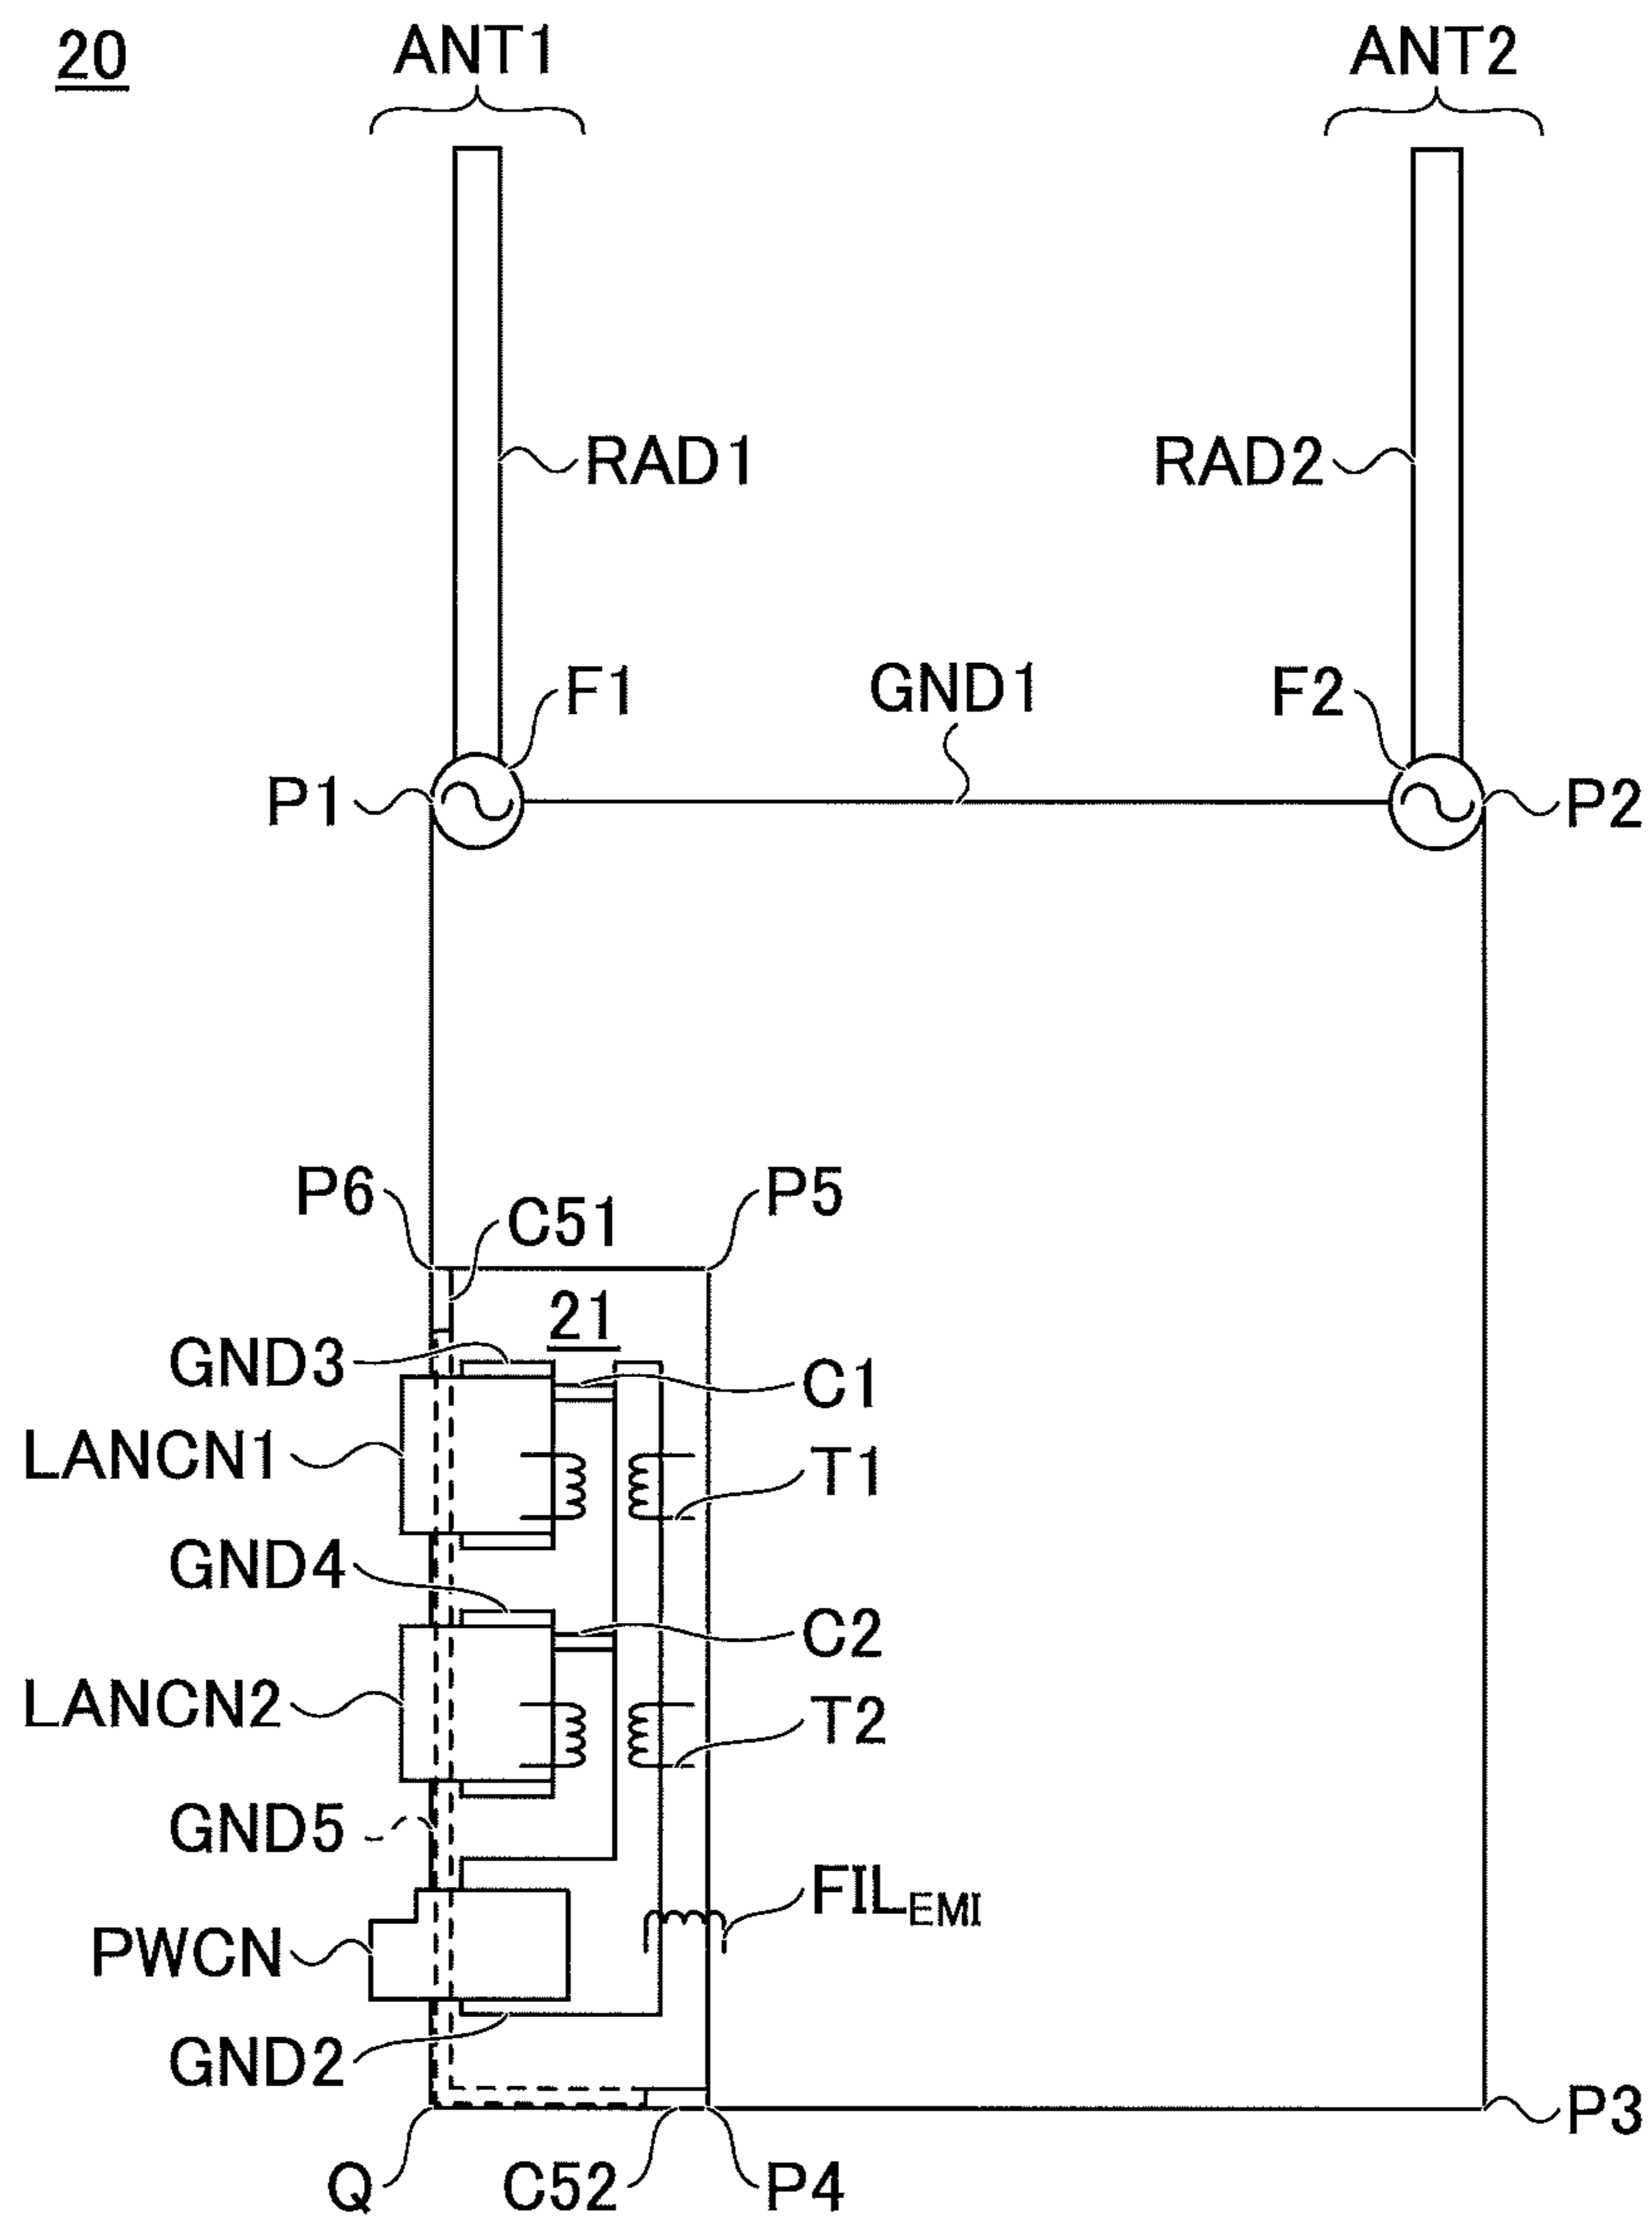 20
ANT1
ANT2
RAD1
RAD2
F1
GND1
F2
P1
P2
P6
P5
C51
21
GND3
C1
LANCN1
T1
GND4
C2
LANCN2
T2
GND5
FILEMI
PWCN
GND2
P3
Q
C52
P4